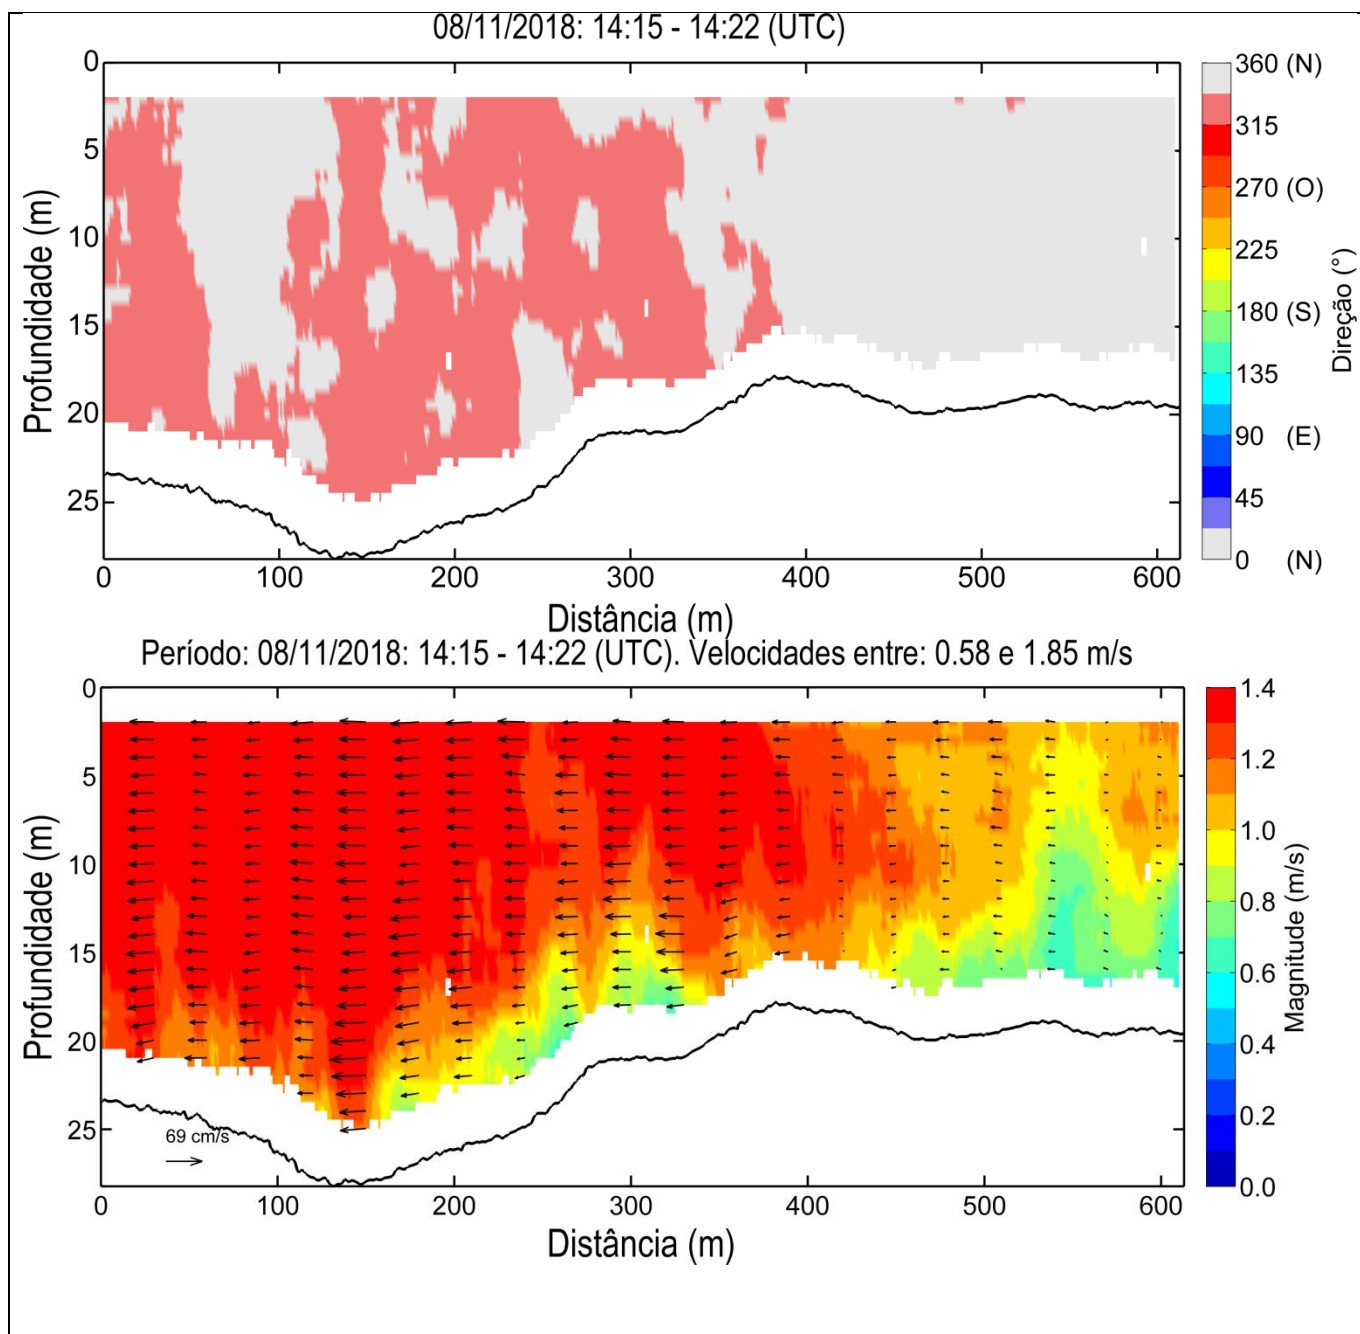 08/11/2018: 14:15 - 14:22 (UTC)
0
5
10
15
20
25
Profundidade (m)
0 100 200 300 400 500 600
Distância (m)
360 (N)
315
270 (O)
225
180 (S)
135
90 (E)
45
0 (N)
Direção (°)
Período: 08/11/2018: 14:15 - 14:22 (UTC). Velocidades entre: 0.58 e 1.85 m/s
0
5
10
15
20
25
Profundidade (m)
69 cm/s
0 100 200 300 400 500 600
Distância (m)
1.4
1.2
1.0
0.8
0.6
0.4
0.2
0.0
Magnitude (m/s)